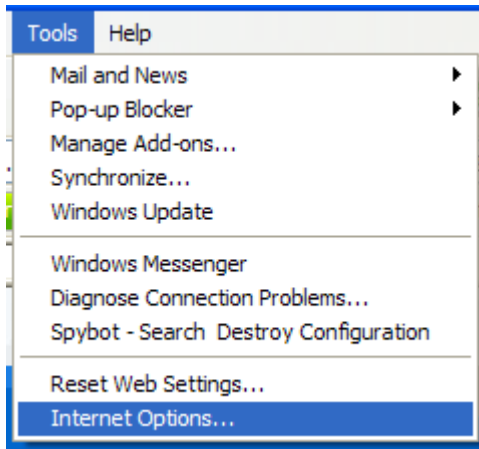 Tools Help
Mail and News
Pop-up Blocker
Manage Add-ons...
Synchronize...
Windows Update
Windows Messenger
Diagnose Connection Problems...
Spybot - Search  Destroy Configuration
Reset Web Settings...
Internet Options...